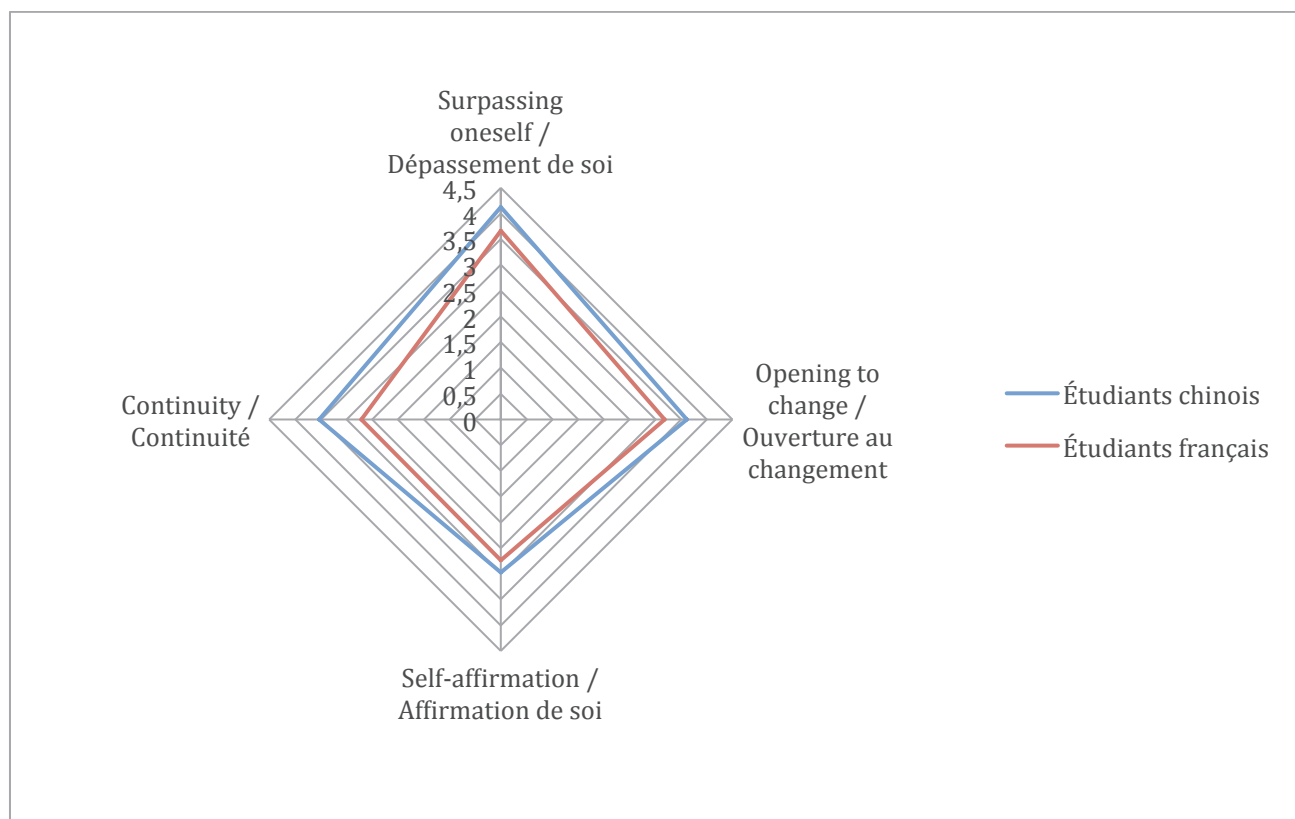 Surpassing
oneself /
Dépassement de soi
4,5
4
3,5
3
2,5
2
1,5
1
0,5
0
Opening to
change /
Ouverture au
changement
Continuity /
Continuité
Self-affirmation /
Affirmation de soi
Étudiants chinois
Étudiants français